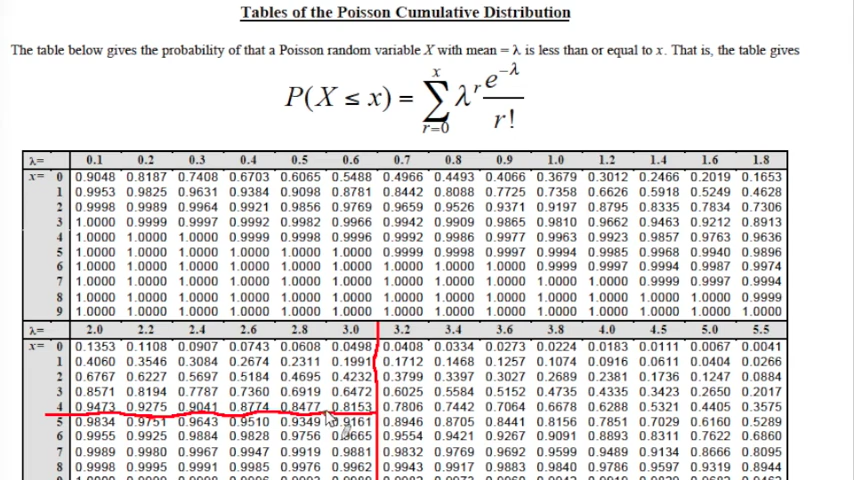 Tables of the Poisson Cumulative Distribution
The table below gives the probability of that a Poisson random variable X with mean = λ is less than or equal to x. That is, the table gives
P(X ≤ x) = ∑_{r=0}^{x} λ^r e^{-λ} / r!
λ= 0.1 0.2 0.3 0.4 0.5 0.6 0.7 0.8 0.9 1.0 1.2 1.4 1.6 1.8
x= 0 0.9048 0.8187 0.7408 0.6703 0.6065 0.5488 0.4966 0.4493 0.4066 0.3679 0.3012 0.2466 0.2019 0.1653
1 0.9953 0.9825 0.9631 0.9384 0.9098 0.8781 0.8442 0.8088 0.7725 0.7358 0.6626 0.5918 0.5249 0.4628
2 0.9998 0.9989 0.9964 0.9921 0.9856 0.9769 0.9659 0.9526 0.9371 0.9197 0.8795 0.8335 0.7834 0.7306
3 1.0000 0.9999 0.9997 0.9992 0.9982 0.9966 0.9942 0.9909 0.9865 0.9810 0.9662 0.9463 0.9212 0.8913
4 1.0000 1.0000 1.0000 0.9999 0.9998 0.9996 0.9992 0.9986 0.9977 0.9963 0.9923 0.9857 0.9763 0.9636
5 1.0000 1.0000 1.0000 1.0000 1.0000 1.0000 0.9999 0.9998 0.9997 0.9994 0.9985 0.9968 0.9940 0.9896
6 1.0000 1.0000 1.0000 1.0000 1.0000 1.0000 1.0000 1.0000 1.0000 0.9999 0.9997 0.9994 0.9987 0.9974
7 1.0000 1.0000 1.0000 1.0000 1.0000 1.0000 1.0000 1.0000 1.0000 1.0000 1.0000 0.9999 0.9997 0.9994
8 1.0000 1.0000 1.0000 1.0000 1.0000 1.0000 1.0000 1.0000 1.0000 1.0000 1.0000 1.0000 1.0000 0.9999
9 1.0000 1.0000 1.0000 1.0000 1.0000 1.0000 1.0000 1.0000 1.0000 1.0000 1.0000 1.0000 1.0000 1.0000
λ= 2.0 2.2 2.4 2.6 2.8 3.0 3.2 3.4 3.6 3.8 4.0 4.5 5.0 5.5
x= 0 0.1353 0.1108 0.0907 0.0743 0.0608 0.0498 0.0408 0.0334 0.0273 0.0224 0.0183 0.0111 0.0067 0.0041
1 0.4060 0.3546 0.3084 0.2674 0.2311 0.1991 0.1712 0.1468 0.1257 0.1074 0.0916 0.0611 0.0404 0.0266
2 0.6767 0.6227 0.5697 0.5184 0.4695 0.4232 0.3799 0.3397 0.3027 0.2689 0.2381 0.1736 0.1247 0.0884
3 0.8571 0.8194 0.7787 0.7360 0.6919 0.6472 0.6025 0.5584 0.5152 0.4735 0.4335 0.3423 0.2650 0.2017
4 0.9473 0.9275 0.9041 0.8774 0.8477 0.8153 0.7806 0.7442 0.7064 0.6678 0.6288 0.5321 0.4405 0.3575
5 0.9834 0.9751 0.9643 0.9510 0.9349 0.9161 0.8946 0.8705 0.8441 0.8156 0.7851 0.7029 0.6160 0.5289
6 0.9955 0.9925 0.9884 0.9828 0.9756 0.9554 0.9421 0.9267 0.9091 0.8893 0.8311 0.7622 0.6860
7 0.9989 0.9980 0.9967 0.9947 0.9919 0.9881 0.9832 0.9769 0.9692 0.9599 0.9489 0.9134 0.8666 0.8095
8 0.9998 0.9995 0.9991 0.9985 0.9976 0.9962 0.9943 0.9917 0.9883 0.9840 0.9786 0.9597 0.9319 0.8944